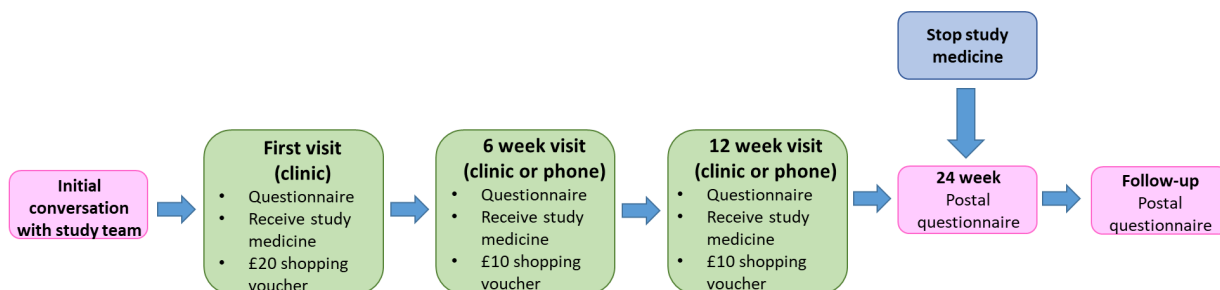 Stop study
medicine
Initial
conversation
with study team
First visit
(clinic)
• Questionnaire
• Receive study
medicine
• £20 shopping
voucher
6 week visit
(clinic or phone)
• Questionnaire
• Receive study
medicine
• £10 shopping
voucher
12 week visit
(clinic or phone)
• Questionnaire
• Receive study
medicine
• £10 shopping
voucher
24 week
Postal
questionnaire
Follow-up
Postal
questionnaire